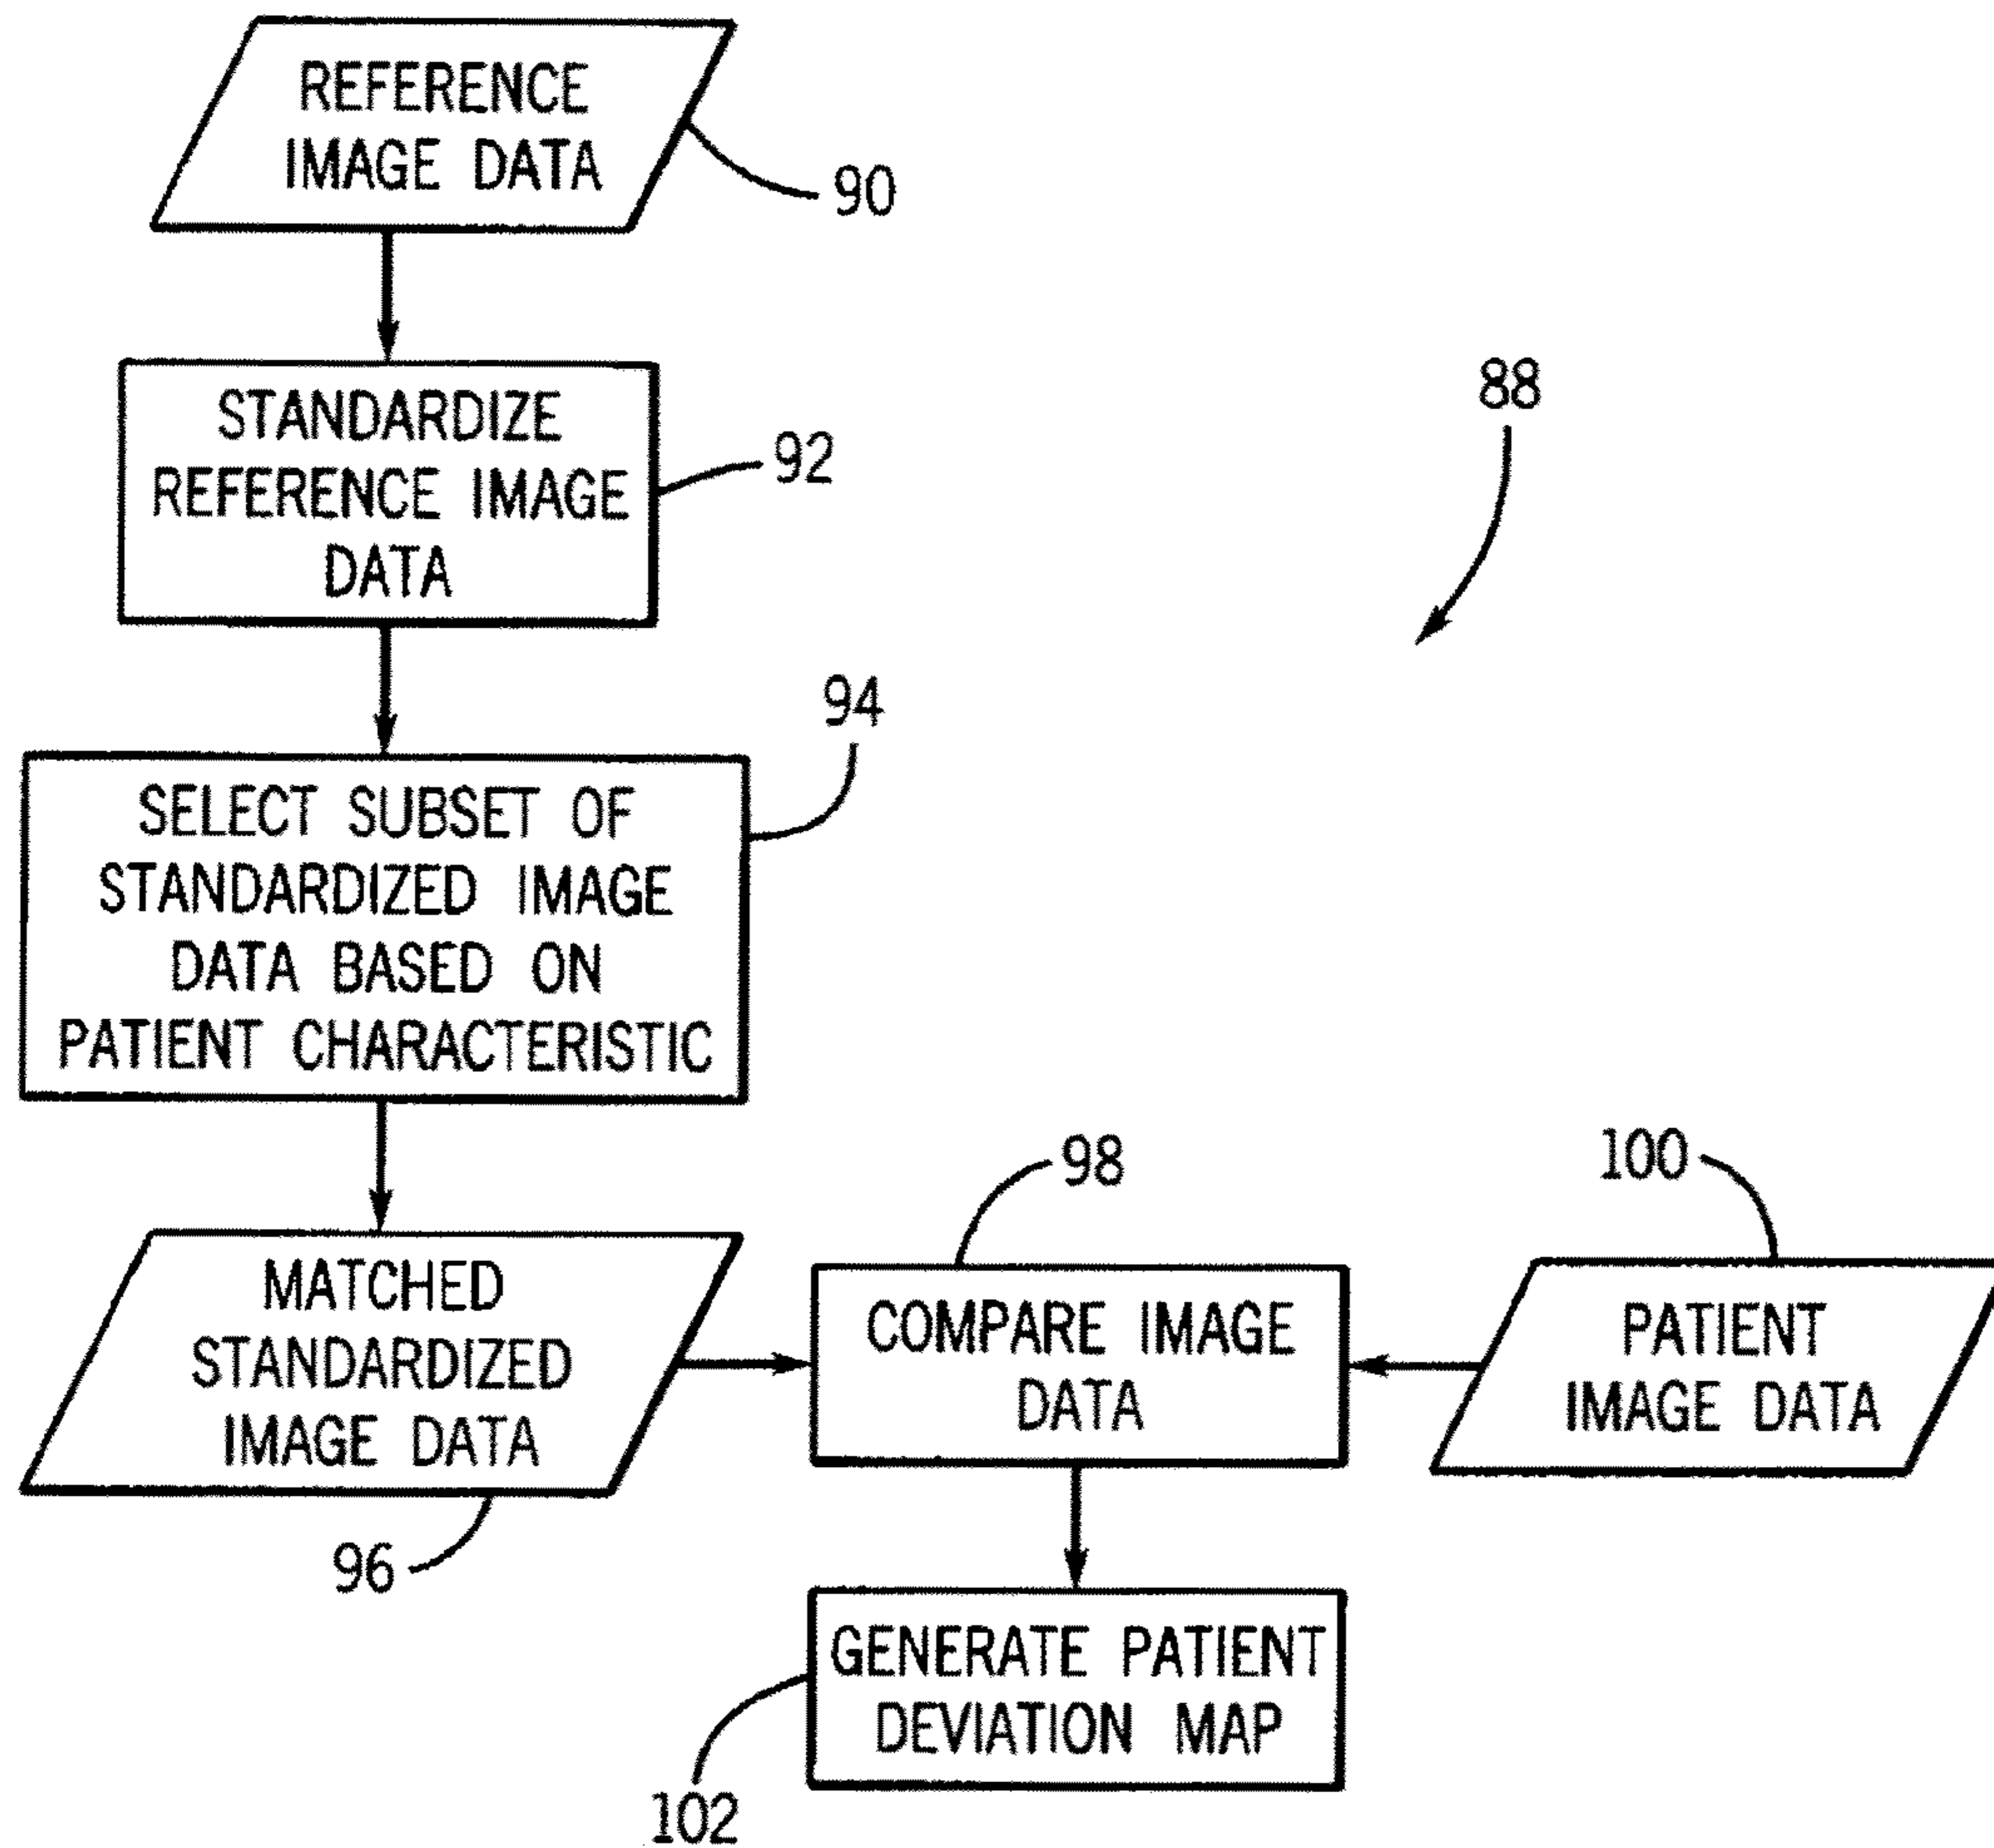 REFERENCE
IMAGE DATA
90
STANDARDIZE
REFERENCE IMAGE
DATA
92
88
SELECT SUBSET OF
STANDARDIZED IMAGE
DATA BASED ON
PATIENT CHARACTERISTIC
94
MATCHED
STANDARDIZED
IMAGE DATA
96
98
COMPARE IMAGE
DATA
100
PATIENT
IMAGE DATA
GENERATE PATIENT
DEVIATION MAP
102